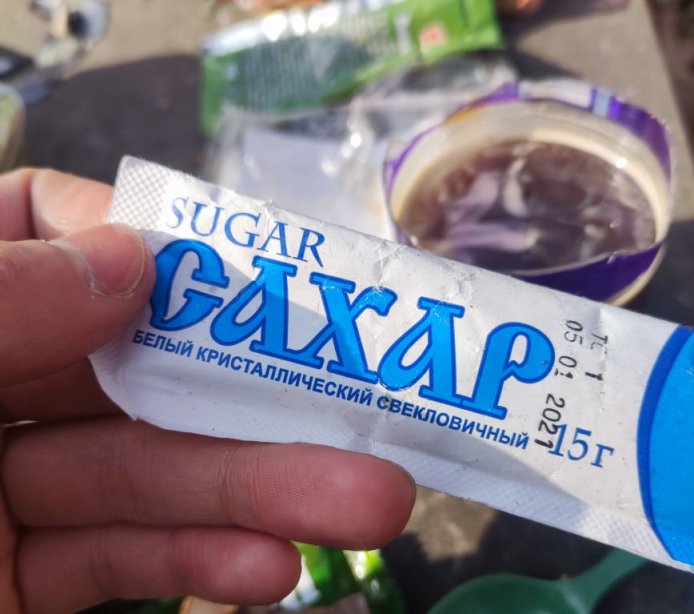 SUGAR
САХАР
БЕЛЫЙ КРИСТАЛЛИЧЕСКИЙ СВЕКЛОВИЧНЫЙ
15г
05 01 2021